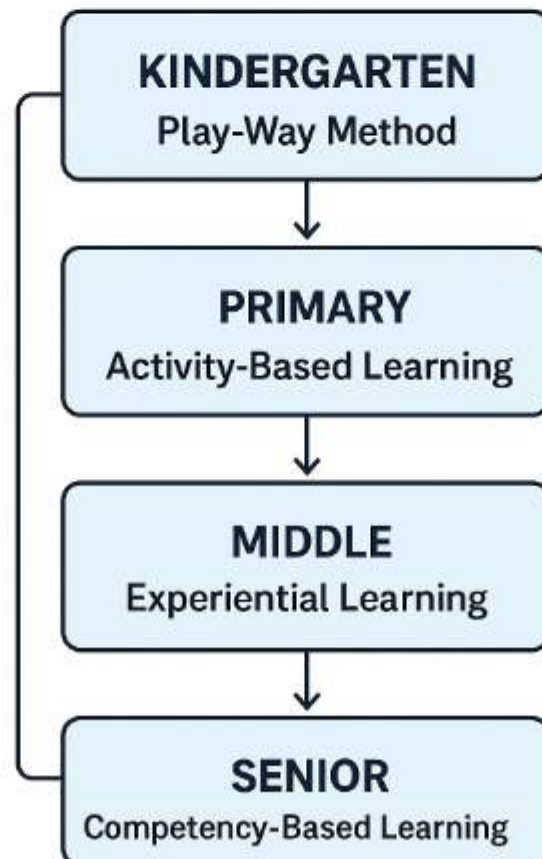 KINDERGARTEN
Play-Way Method
PRIMARY
Activity-Based Learning
MIDDLE
Experiential Learning
SENIOR
Competency-Based Learning